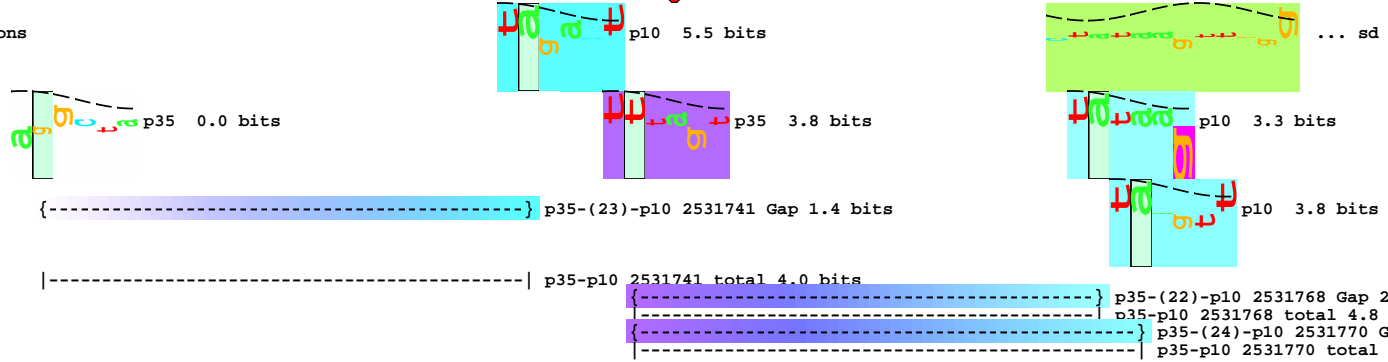 ons
p10 5.5 bits
... sd
p35 0.0 bits
p35 3.8 bits
p10 3.3 bits
p10 3.8 bits
{-----------------------------------------------} p35-(23)-p10 2531741 Gap 1.4 bits
|-----------------------------------------------| p35-p10 2531741 total 4.0 bits
{---------------------------------------------} p35-(22)-p10 2531768 Gap 2
|---------------------------------------------| p35-p10 2531768 total 4.8
{-------------------------------------------------} p35-(24)-p10 2531770 G
|-------------------------------------------------| p35-p10 2531770 total